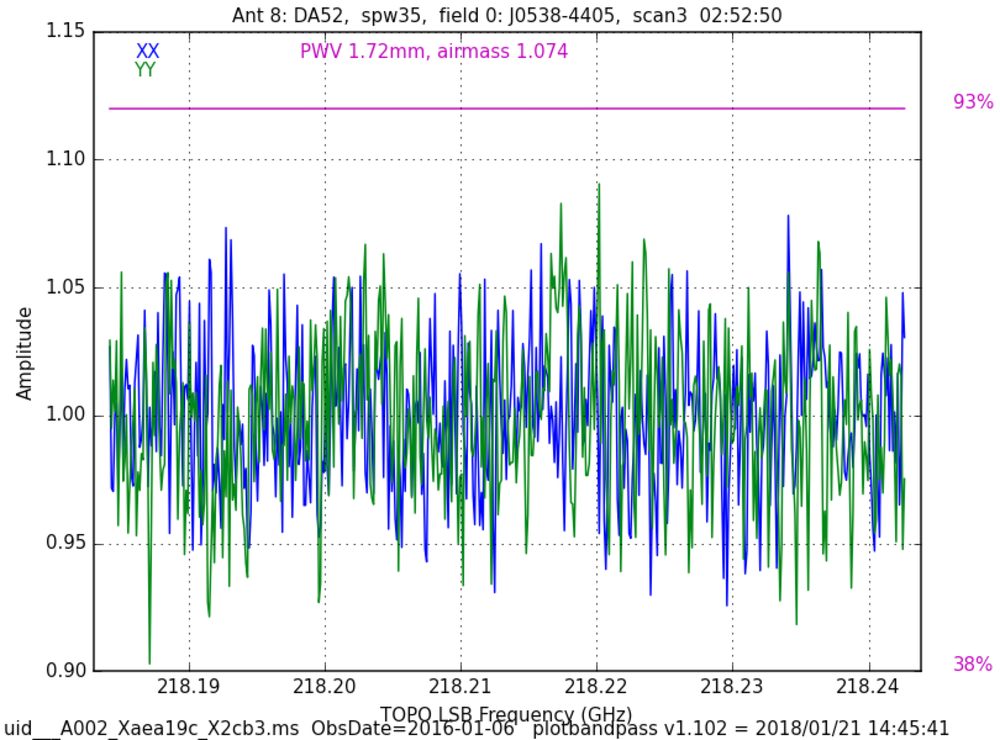 Ant 8: DA52, spw35, field 0: J0538-4405, scan3 02:52:50
1.15
XX
PWV 1.72mm, airmass 1.074
YY
93%
1.10
1.05
Amplitude
1.00
0.95
0.90
38%
218.19 218.20 218.21 218.22 218.23 218.24
TOPO LSB Frequency (GHz)
uid___A002_Xaea19c_X2cb3.ms ObsDate=2016-01-06 plotbandpass v1.102 = 2018/01/21 14:45:41